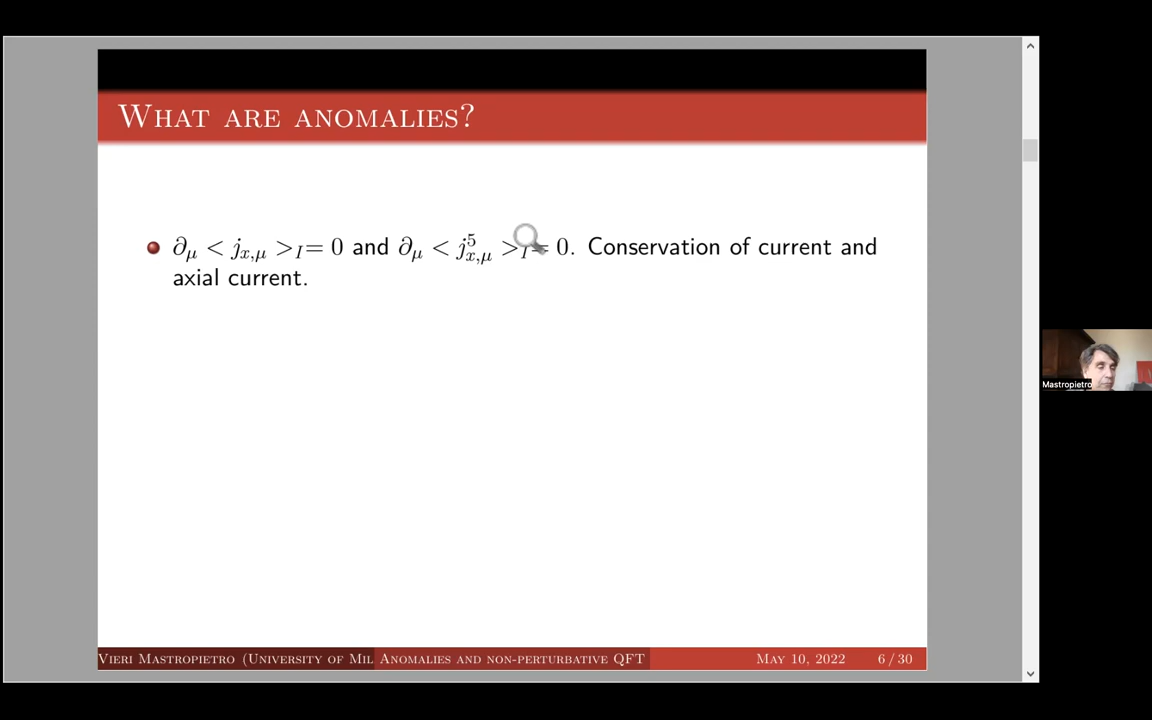 WHAT ARE ANOMALIES?
∂μ < jx,μ >I= 0 and ∂μ < j⁵x,μ >I= 0. Conservation of current and
axial current.
Mastropietro
VIERI MASTROPIETRO (UNIVERSITY OF MIL ANOMALIES AND NON-PERTURBATIVE QFT MAY 10, 2022 6 / 30